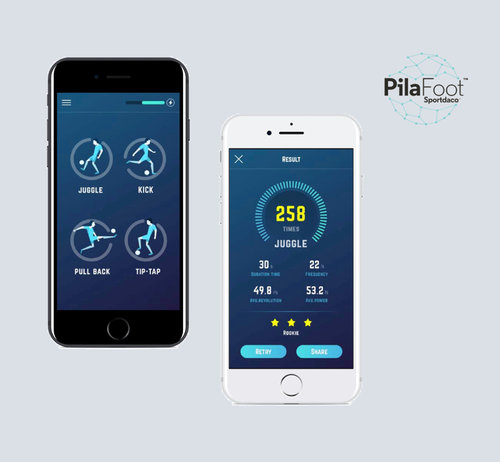 PilaFoot™
Sportdaco
JUGGLE
KICK
PULL BACK
TIP-TAP
RESULT
258
TIMES
JUGGLE
30 22
DURATION TIME FREQUENCY
49.8 53.2
AVG.REVOLUTION AVG.POWER
ROOKIE
RETRY SHARE